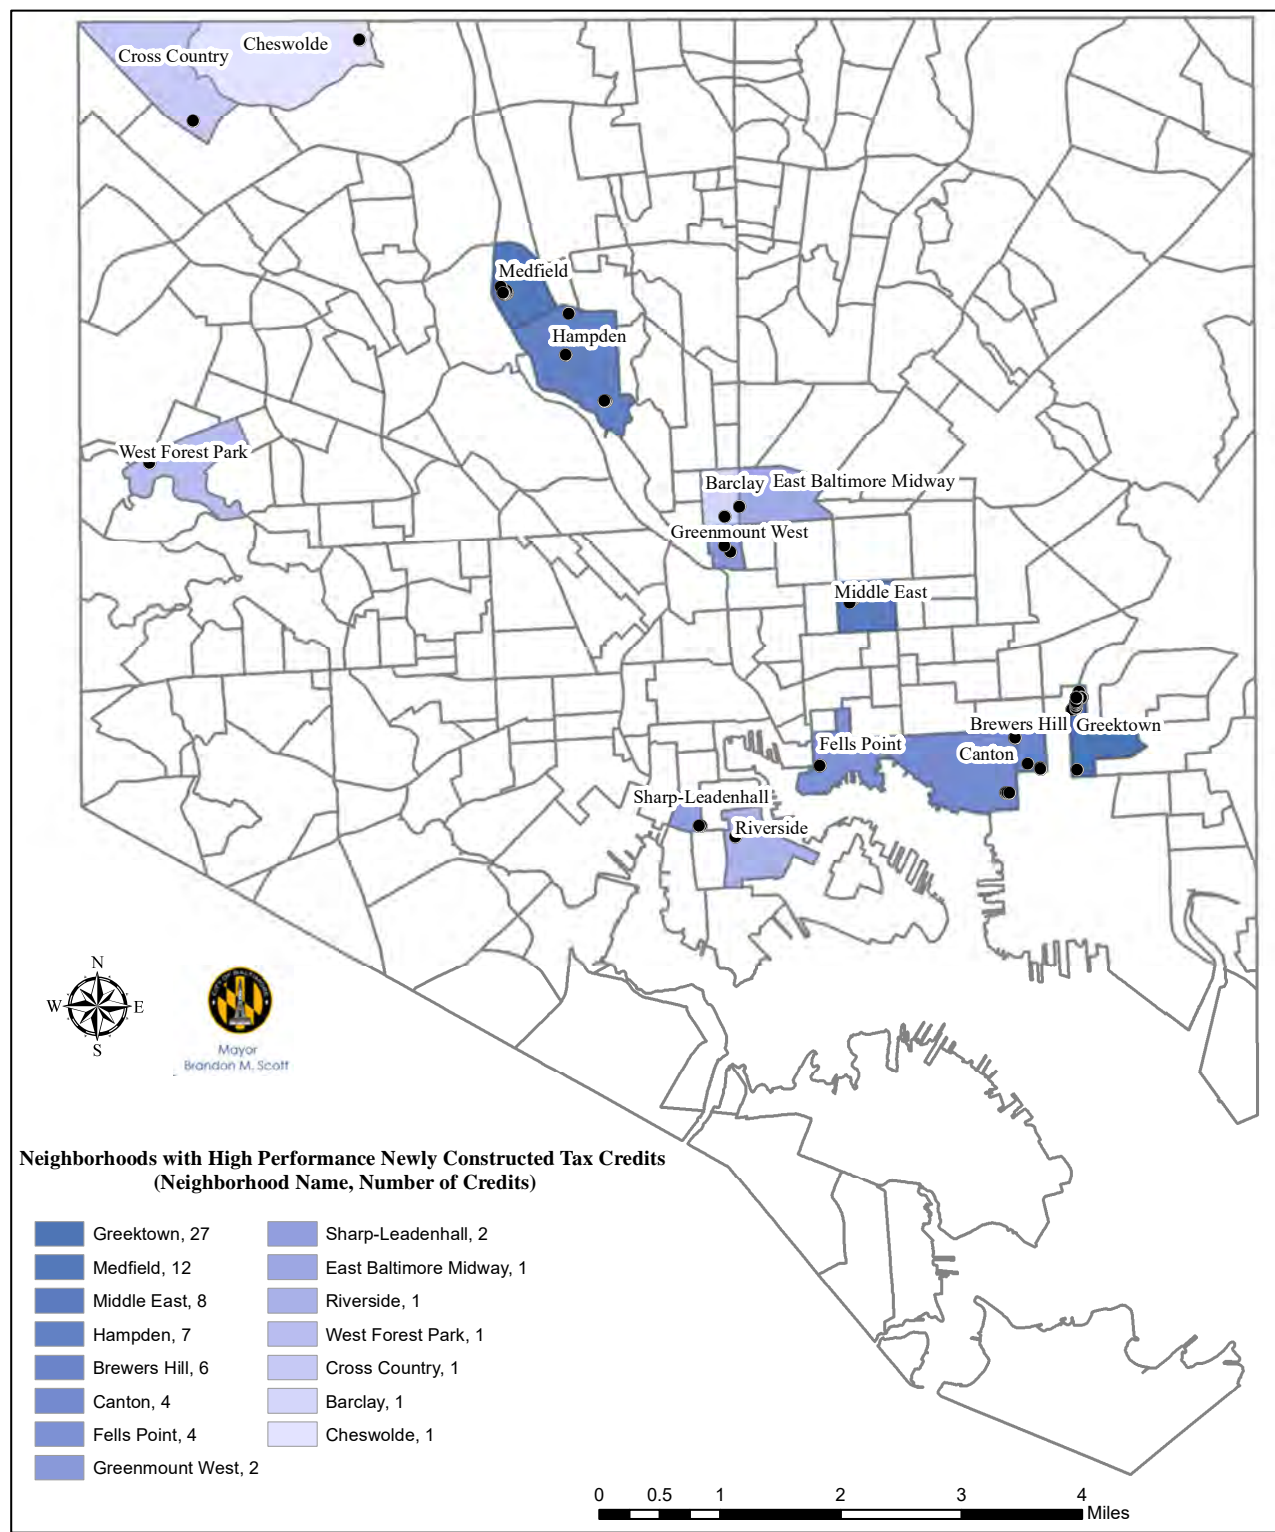 Cheswolde
Cross Country
Medfield
Hampden
West Forest Park
Barclay
East Baltimore Midway
Greenmount West
Middle East
Brewers Hill
Greektown
Fells Point
Canton
Sharp-Leadenhall
Riverside
N
W
E
S
CITY OF BALTIMORE
Mayor
Brandon M. Scott
Neighborhoods with High Performance Newly Constructed Tax Credits
(Neighborhood Name, Number of Credits)
Greektown, 27
Medfield, 12
Middle East, 8
Hampden, 7
Brewers Hill, 6
Canton, 4
Fells Point, 4
Greenmount West, 2
Sharp-Leadenhall, 2
East Baltimore Midway, 1
Riverside, 1
West Forest Park, 1
Cross Country, 1
Barclay, 1
Cheswolde, 1
0 0.5 1 2 3 4
Miles